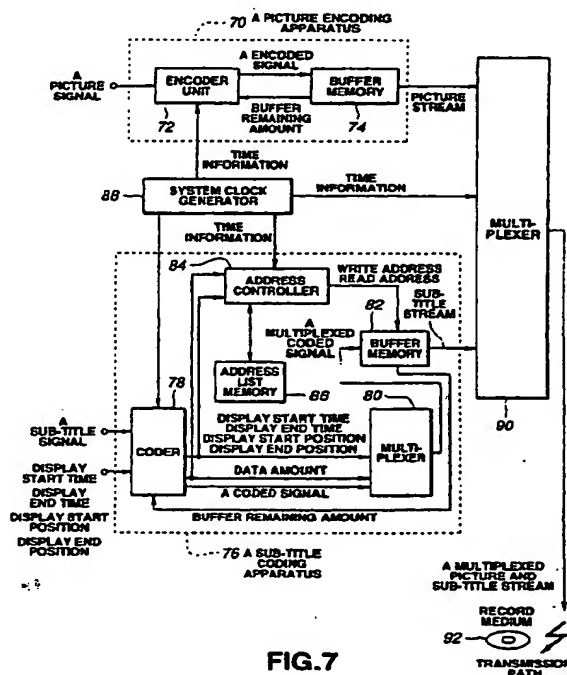 70 A PICTURE ENCODING
APPARATUS
A
PICTURE
SIGNAL
ENCODER
UNIT
72
A ENCODED
SIGNAL
BUFFER
REMAINING
AMOUNT
BUFFER
MEMORY
74
PICTURE
STREAM
TIME
INFORMATION
88
SYSTEM CLOCK
GENERATOR
TIME
INFORMATION
TIME
INFORMATION
MULTI-
PLEXER
90
84
ADDRESS
CONTROLLER
WRITE ADDRESS
READ ADDRESS
82
SUB-
TITLE
STREAM
A
MULTIPLEXED
CODED
SIGNAL
BUFFER
MEMORY
ADDRESS
LIST MEMORY
86
80
78
A
SUB-TITLE
SIGNAL
CODER
DISPLAY START TIME
DISPLAY END TIME
DISPLAY START POSITION
DISPLAY END POSITION
MULTI-
PLEXER
DISPLAY
START TIME
DISPLAY
END TIME
DISPLAY START
POSITION
DISPLAY END
POSITION
DATA AMOUNT
A CODED SIGNAL
BUFFER REMAINING AMOUNT
76 A SUB-TITLE
CODING
APPARATUS
A MULTIPLEXED
PICTURE AND
SUB-TITLE STREAM
RECORD
MEDIUM
92
TRANSMISSION
PATH
FIG.7